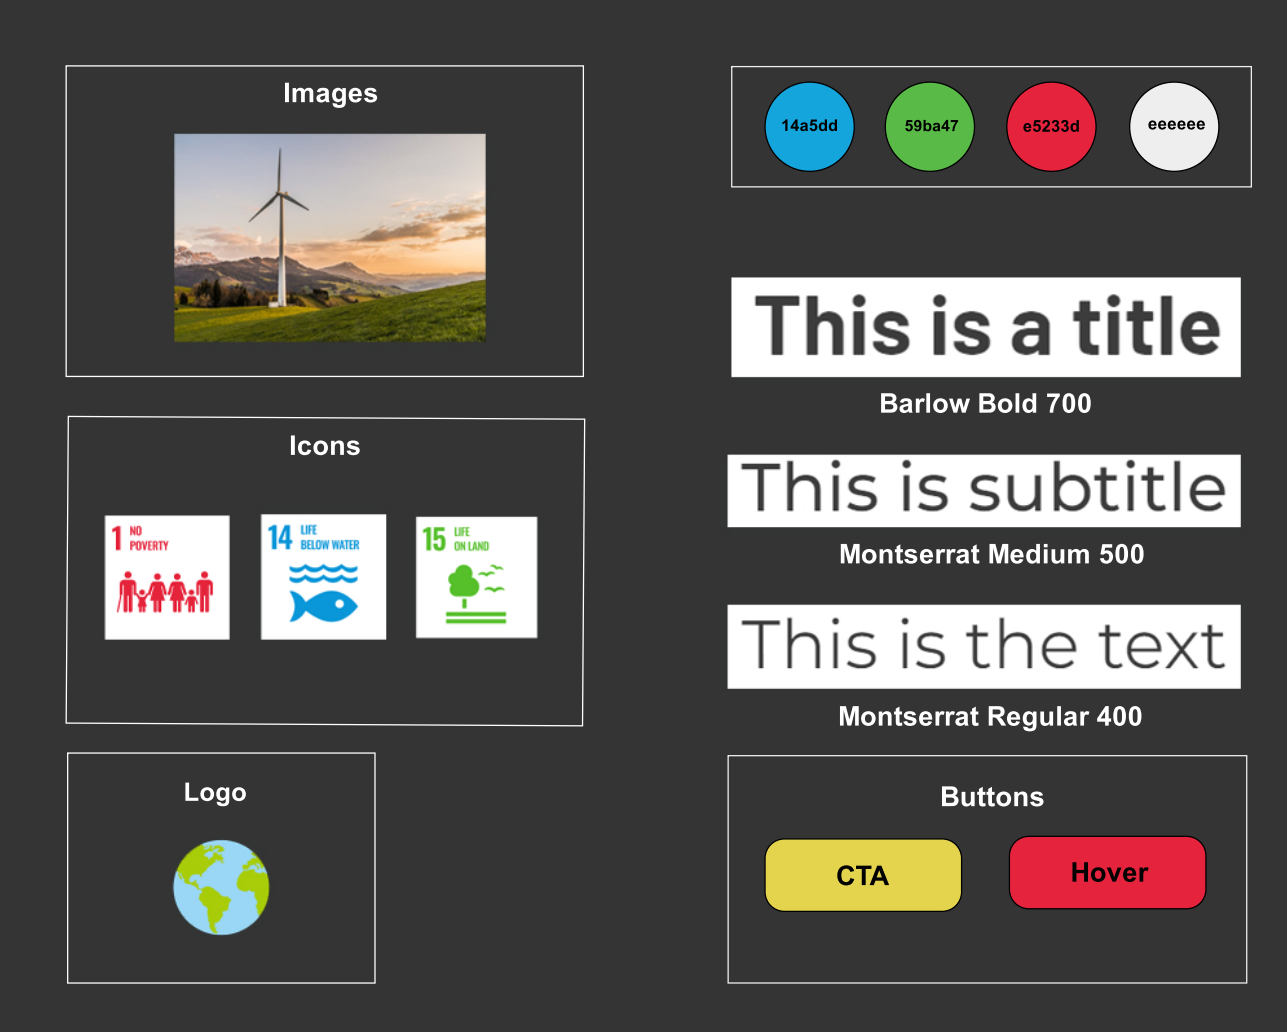 Images
Icons
1 NO
POVERTY
14 LIFE
BELOW WATER
15 LIFE
ON LAND
Logo
14a5dd
59ba47
e5233d
eeeeee
This is a title
Barlow Bold 700
This is subtitle
Montserrat Medium 500
This is the text
Montserrat Regular 400
Buttons
CTA
Hover